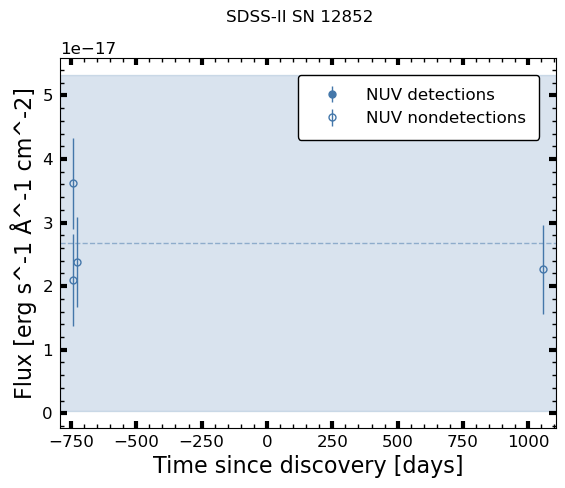 SDSS-II SN 12852
1e−17
NUV detections
NUV nondetections
5
4
3
2
1
0
Flux [erg s^-1 Å^-1 cm^-2]
−750 −500 −250 0 250 500 750 1000
Time since discovery [days]